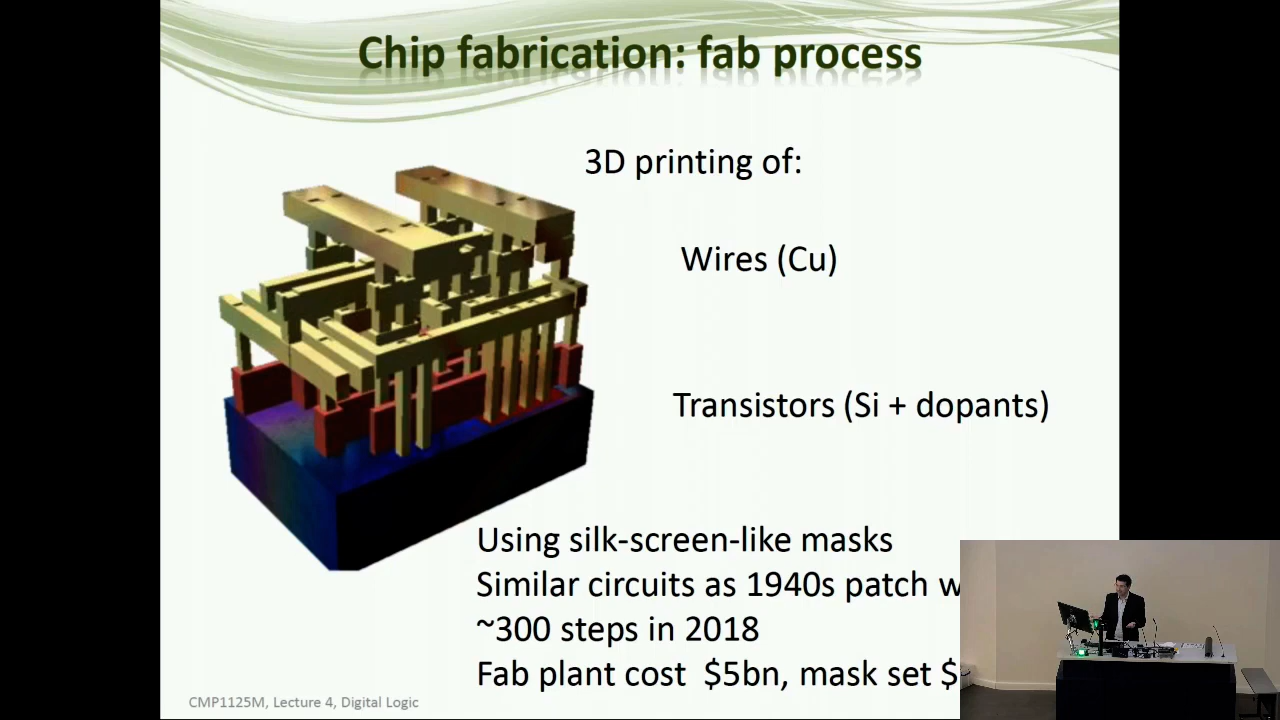 Chip fabrication: fab process
3D printing of:
Wires (Cu)
Transistors (Si + dopants)
Using silk-screen-like masks
Similar circuits as 1940s patch
~300 steps in 2018
Fab plant cost $5bn, mask set $
CMP1125M, Lecture 4, Digital Logic